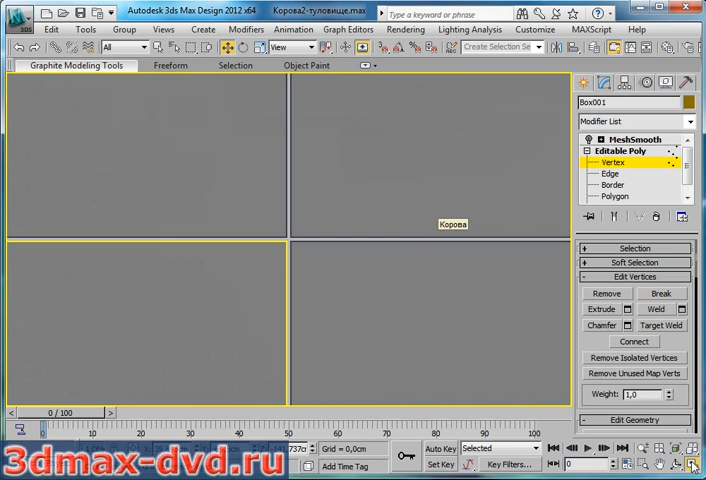 Autodesk 3ds Max Design 2012 x64 Корова2-туловище.max
Type a keyword or phrase
Edit Tools Group Views Create Modifiers Animation Graph Editors Rendering Lighting Analysis Customize MAXScript Help
All View Create Selection Se
Graphite Modeling Tools Freeform Selection Object Paint
Box001
Modifier List
MeshSmooth
Editable Poly
Vertex
Edge
Border
Polygon
Корова
Selection
Soft Selection
Edit Vertices
Remove Break
Extrude Weld
Chamfer Target Weld
Connect
Remove Isolated Vertices
Remove Unused Map Verts
Weight: 1,0
Edit Geometry
0 / 100
0 10 20 30 40 50 60 70 80 90 100
Grid = 0,0cm
Auto Key Selected
Add Time Tag
Set Key Key Filters... 0
3dmax-dvd.ru